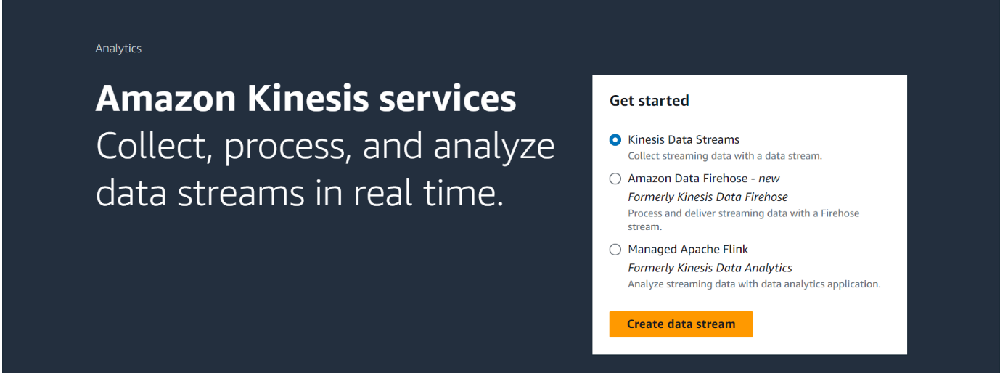 Analytics
Amazon Kinesis services
Collect, process, and analyze
data streams in real time.
Get started
Kinesis Data Streams
Collect streaming data with a data stream.
Amazon Data Firehose - new
Formerly Kinesis Data Firehose
Process and deliver streaming data with a Firehose
stream.
Managed Apache Flink
Formerly Kinesis Data Analytics
Analyze streaming data with data analytics application.
Create data stream